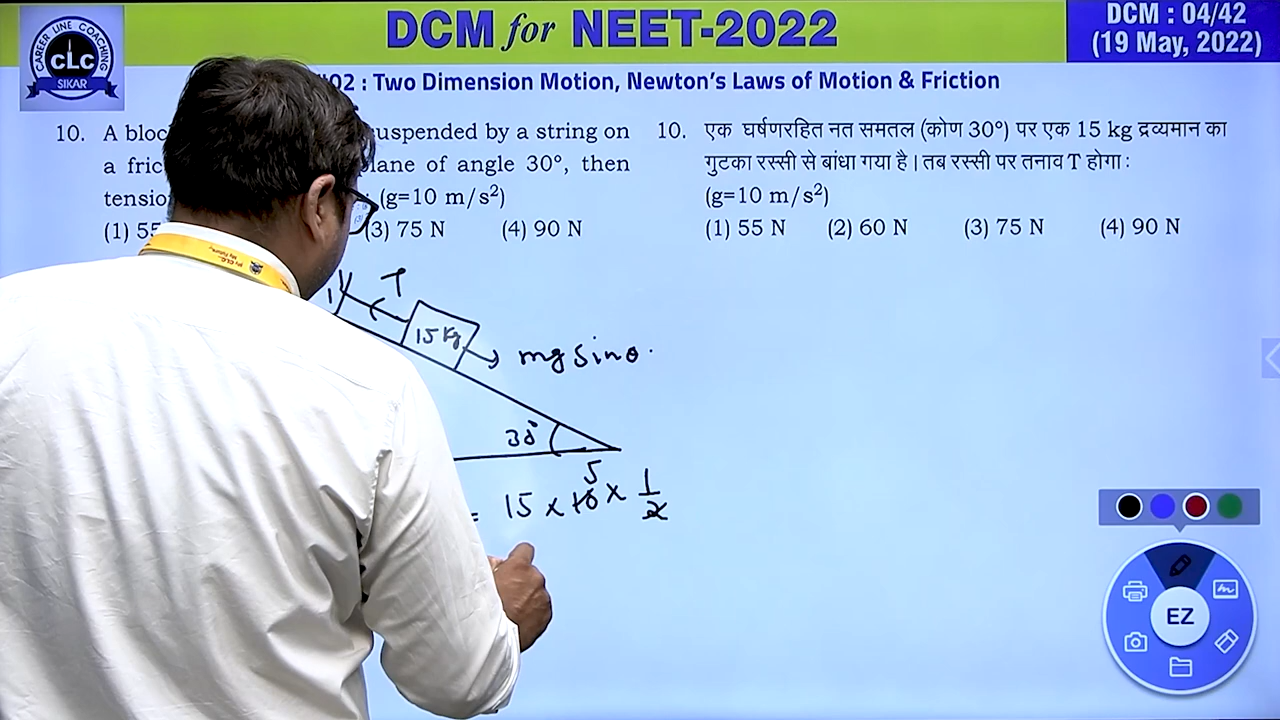 DCM for NEET-2022
DCM : 04/42
(19 May, 2022)
CAREER LINE COACHING
CLC
SIKAR
02 : Two Dimension Motion, Newton's Laws of Motion & Friction
10. A bloc uspended by a string on
a fric lane of angle 30°, then
tensio (g=10 m/s²)
(1) 55 (3) 75 N (4) 90 N
10. एक घर्षणरहित नत समतल (कोण 30°) पर एक 15 kg द्रव्यमान का
गुटका रस्सी से बांधा गया है। तब रस्सी पर तनाव T होगा :
(g=10 m/s²)
(1) 55 N (2) 60 N (3) 75 N (4) 90 N
T
15 Kg
mg sinθ
30°
= 15 x 10 x 1/2
5
EZ